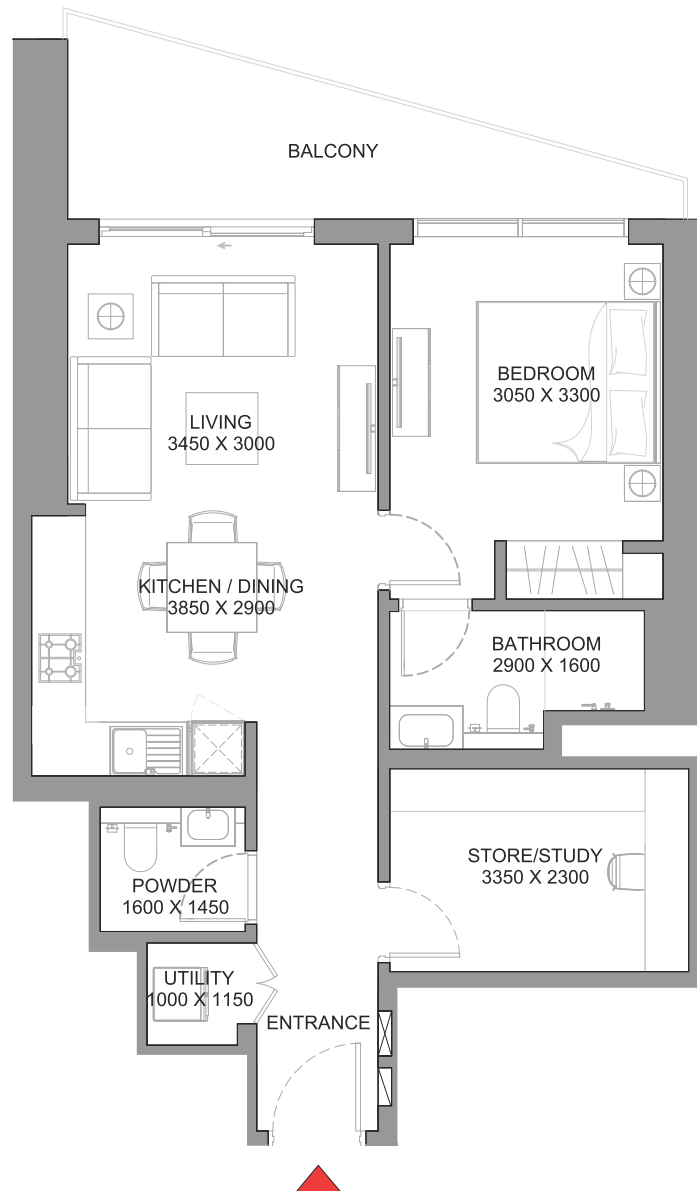 BALCONY
BEDROOM
3050 X 3300
LIVING
3450 X 3000
KITCHEN / DINING
3850 X 2900
BATHROOM
2900 X 1600
STORE/STUDY
3350 X 2300
POWDER
1600 X 1450
UTILITY
1000 X 1150
ENTRANCE